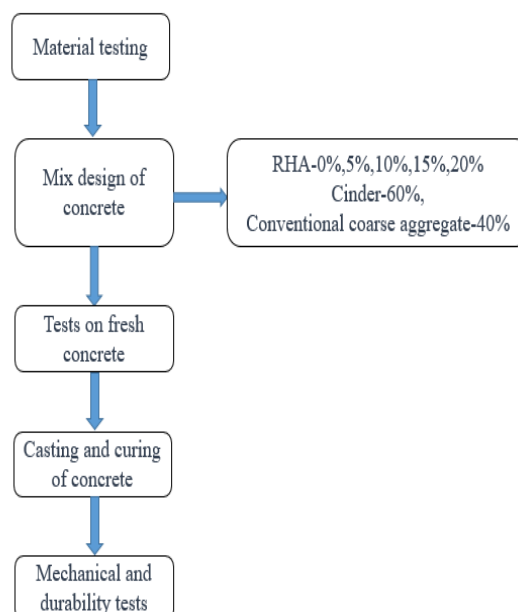 Material testing
Mix design of
concrete
RHA-0%,5%,10%,15%,20%
Cinder-60%,
Conventional coarse aggregate-40%
Tests on fresh
concrete
Casting and curing
of concrete
Mechanical and
durability tests